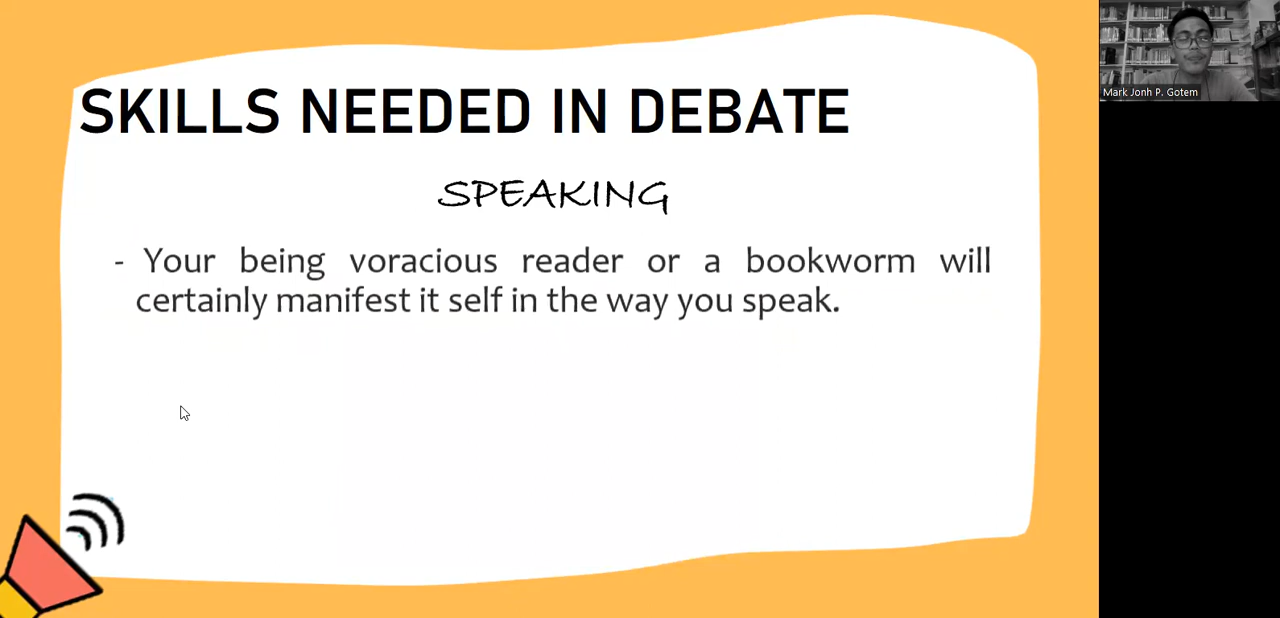 SKILLS NEEDED IN DEBATE
SPEAKING
- Your being voracious reader or a bookworm will
certainly manifest it self in the way you speak.
Mark Jonh P. Gotem